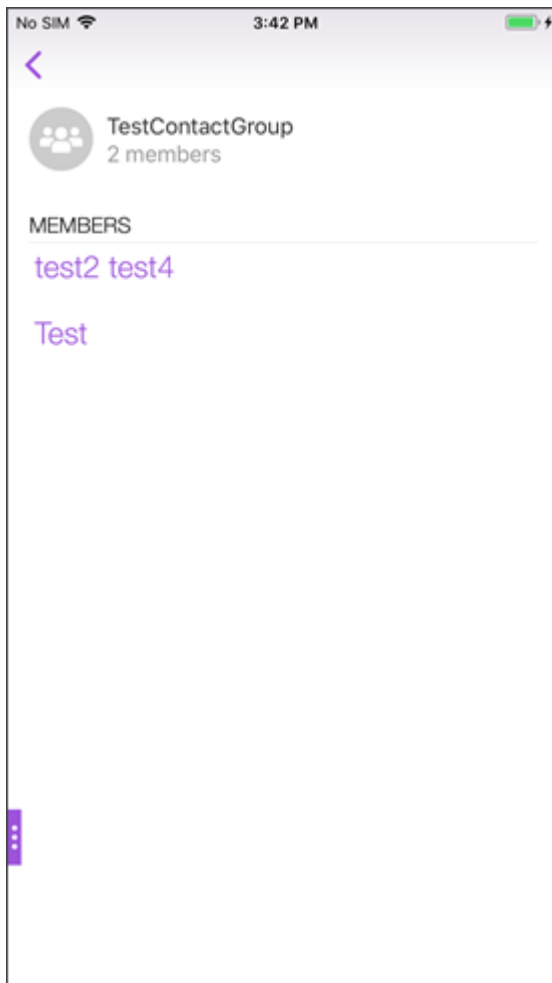 No SIM 3:42 PM
TestContactGroup
2 members
MEMBERS
test2 test4
Test